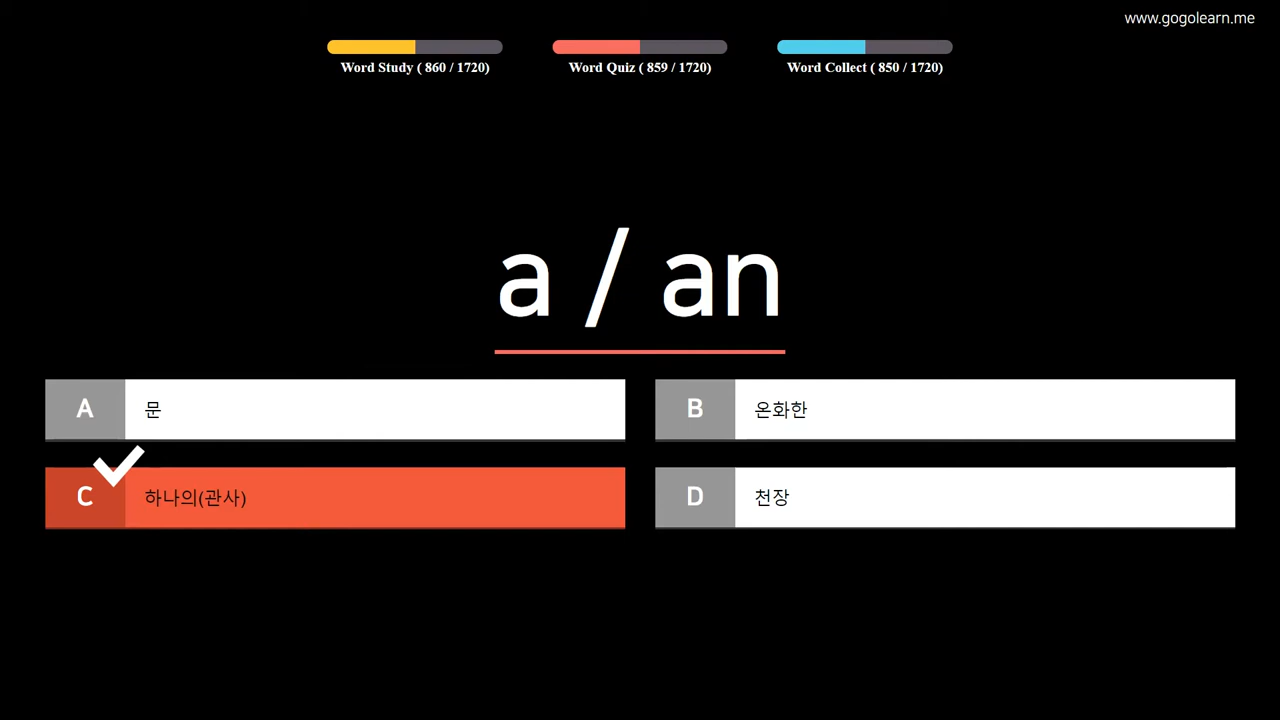 www.gogolearn.me
Word Study ( 860 / 1720)
Word Quiz ( 859 / 1720)
Word Collect ( 850 / 1720)
a / an
A 문
B 온화한
C 하나의(관사)
D 천장